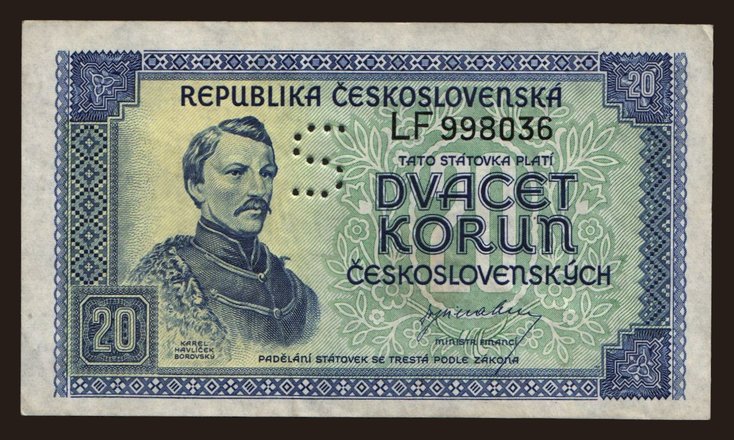 REPUBLIKA ČESKOSLOVENSKÁ
20
LF 998036
S
TATO STÁTOVKA PLATÍ
DVACET
KORUN
ČESKOSLOVENSKÝCH
20
KAREL
HAVLÍČEK
BOROVSKÝ
MINISTR FINANCÍ
PADĚLÁNÍ STÁTOVEK SE TRESTÁ PODLE ZÁKONA
20